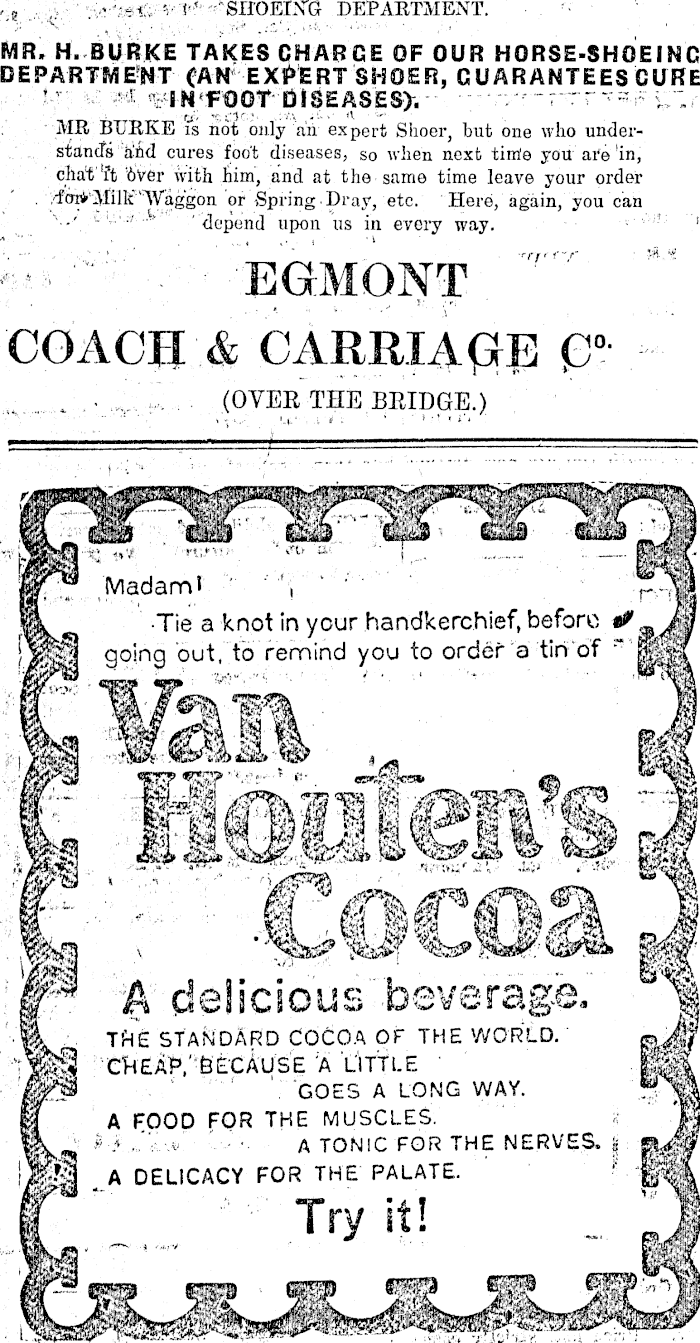 SHOEING DEPARTMENT.
MR. H. BURKE TAKES CHARGE OF OUR HORSE-SHOEING
DEPARTMENT (AN EXPERT SHOER, GUARANTEES CURE
IN FOOT DISEASES).
MR BURKE is not only an expert Shoer, but one who under-
stands and cures foot diseases, so when next time you are in,
chat it over with him, and at the same time leave your order
for Milk Waggon or Spring Dray, etc. Here, again, you can
depend upon us in every way.
EGMONT
COACH & CARRIAGE Co.
(OVER THE BRIDGE.)
Madam!
Tie a knot in your handkerchief, before
going out, to remind you to order a tin of
Van
Houten's
Cocoa
A delicious beverage.
THE STANDARD COCOA OF THE WORLD.
CHEAP, BECAUSE A LITTLE
GOES A LONG WAY.
A FOOD FOR THE MUSCLES.
A TONIC FOR THE NERVES.
A DELICACY FOR THE PALATE.
Try it!